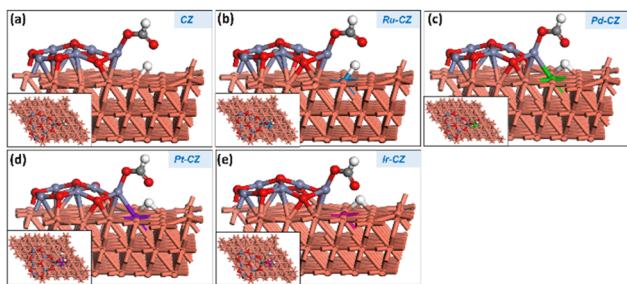 (a) CZ
(b) Ru-CZ
(c) Pd-CZ
(d) Pt-CZ
(e) Ir-CZ